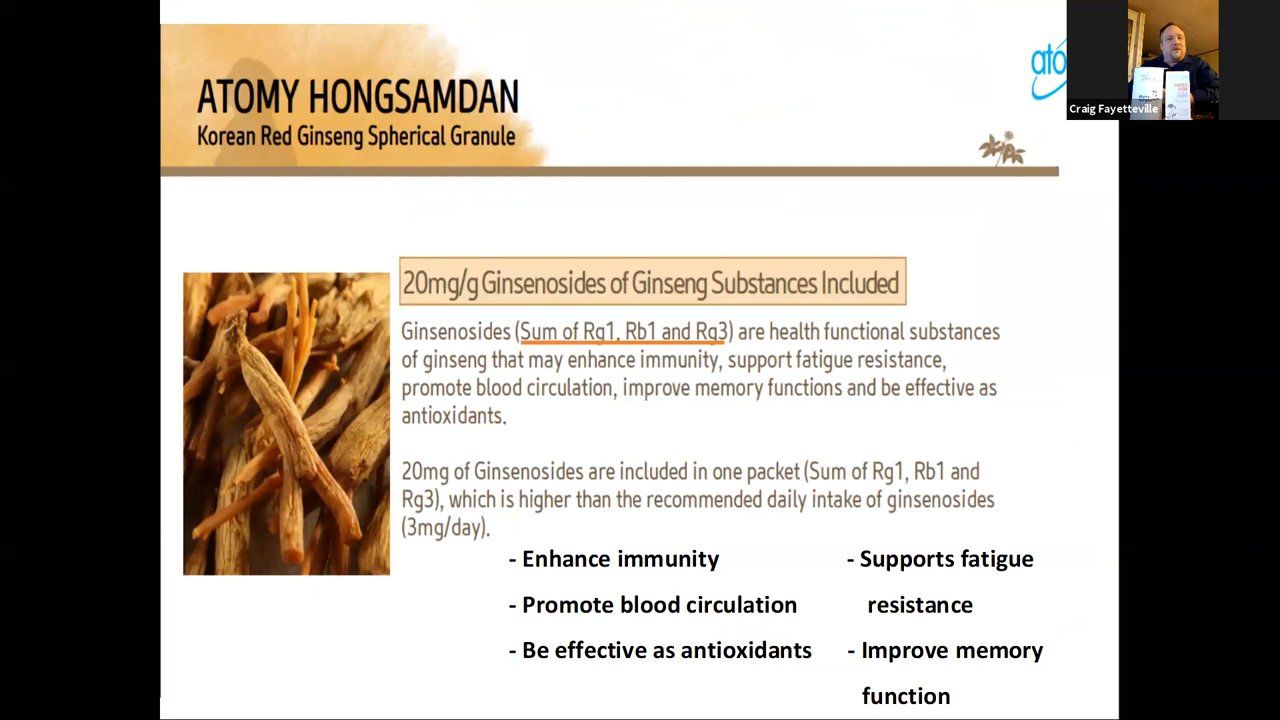 ATOMY HONGSAMDAN
Korean Red Ginseng Spherical Granule
ato
Craig Fayetteville
20mg/g Ginsenosides of Ginseng Substances Included
Ginsenosides (Sum of Rg1, Rb1 and Rg3) are health functional substances
of ginseng that may enhance immunity, support fatigue resistance,
promote blood circulation, improve memory functions and be effective as
antioxidants.
20mg of Ginsenosides are included in one packet (Sum of Rg1, Rb1 and
Rg3), which is higher than the recommended daily intake of ginsenosides
(3mg/day).
- Enhance immunity
- Promote blood circulation
- Be effective as antioxidants
- Supports fatigue
resistance
- Improve memory
function